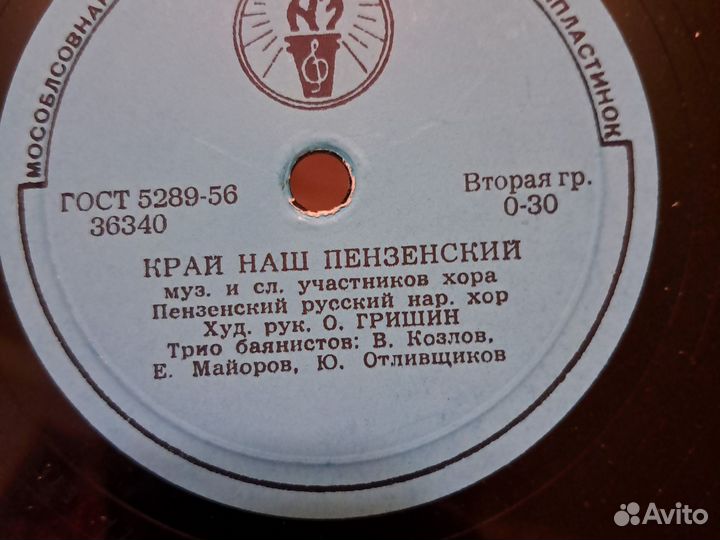 МОСОБЛСОВНАР
ПЛАСТИНОК
ГОСТ 5289-56
36340
Вторая гр.
0-30
КРАЙ НАШ ПЕНЗЕНСКИЙ
муз. и сл. участников хора
Пензенский русский нар. хор
Худ. рук. О. ГРИШИН
Трио баянистов: В. Козлов,
Е. Майоров, Ю. Отливщиков
Avito